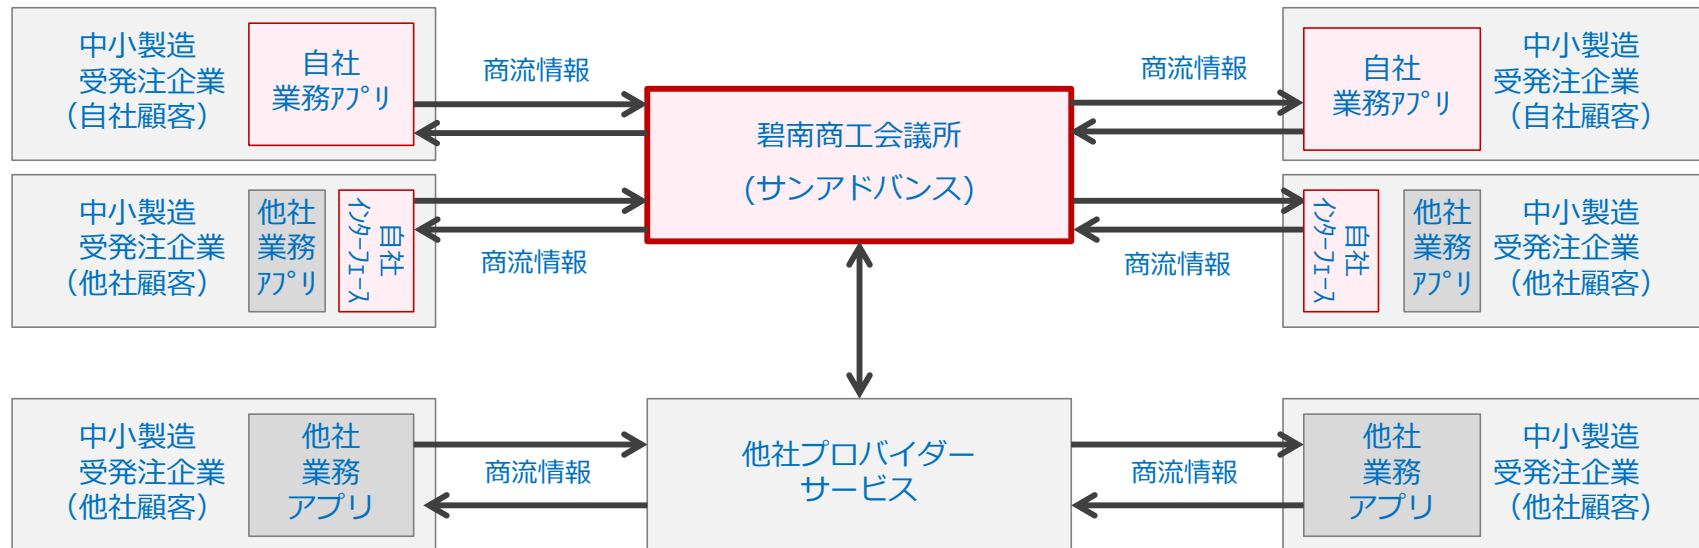 中小製造
受発注企業
（自社顧客）
自社
業務ｱﾌﾟﾘ
商流情報
碧南商工会議所
(サンアドバンス)
商流情報
自社
業務ｱﾌﾟﾘ
中小製造
受発注企業
（自社顧客）
中小製造
受発注企業
（他社顧客）
他社
業務
ｱﾌﾟﾘ
自社
ｲﾝﾀｰﾌｪｰｽ
商流情報
商流情報
自社
ｲﾝﾀｰﾌｪｰｽ
他社
業務
ｱﾌﾟﾘ
中小製造
受発注企業
（他社顧客）
中小製造
受発注企業
（他社顧客）
他社
業務
アプリ
商流情報
他社プロバイダー
サービス
商流情報
他社
業務
アプリ
中小製造
受発注企業
（他社顧客）